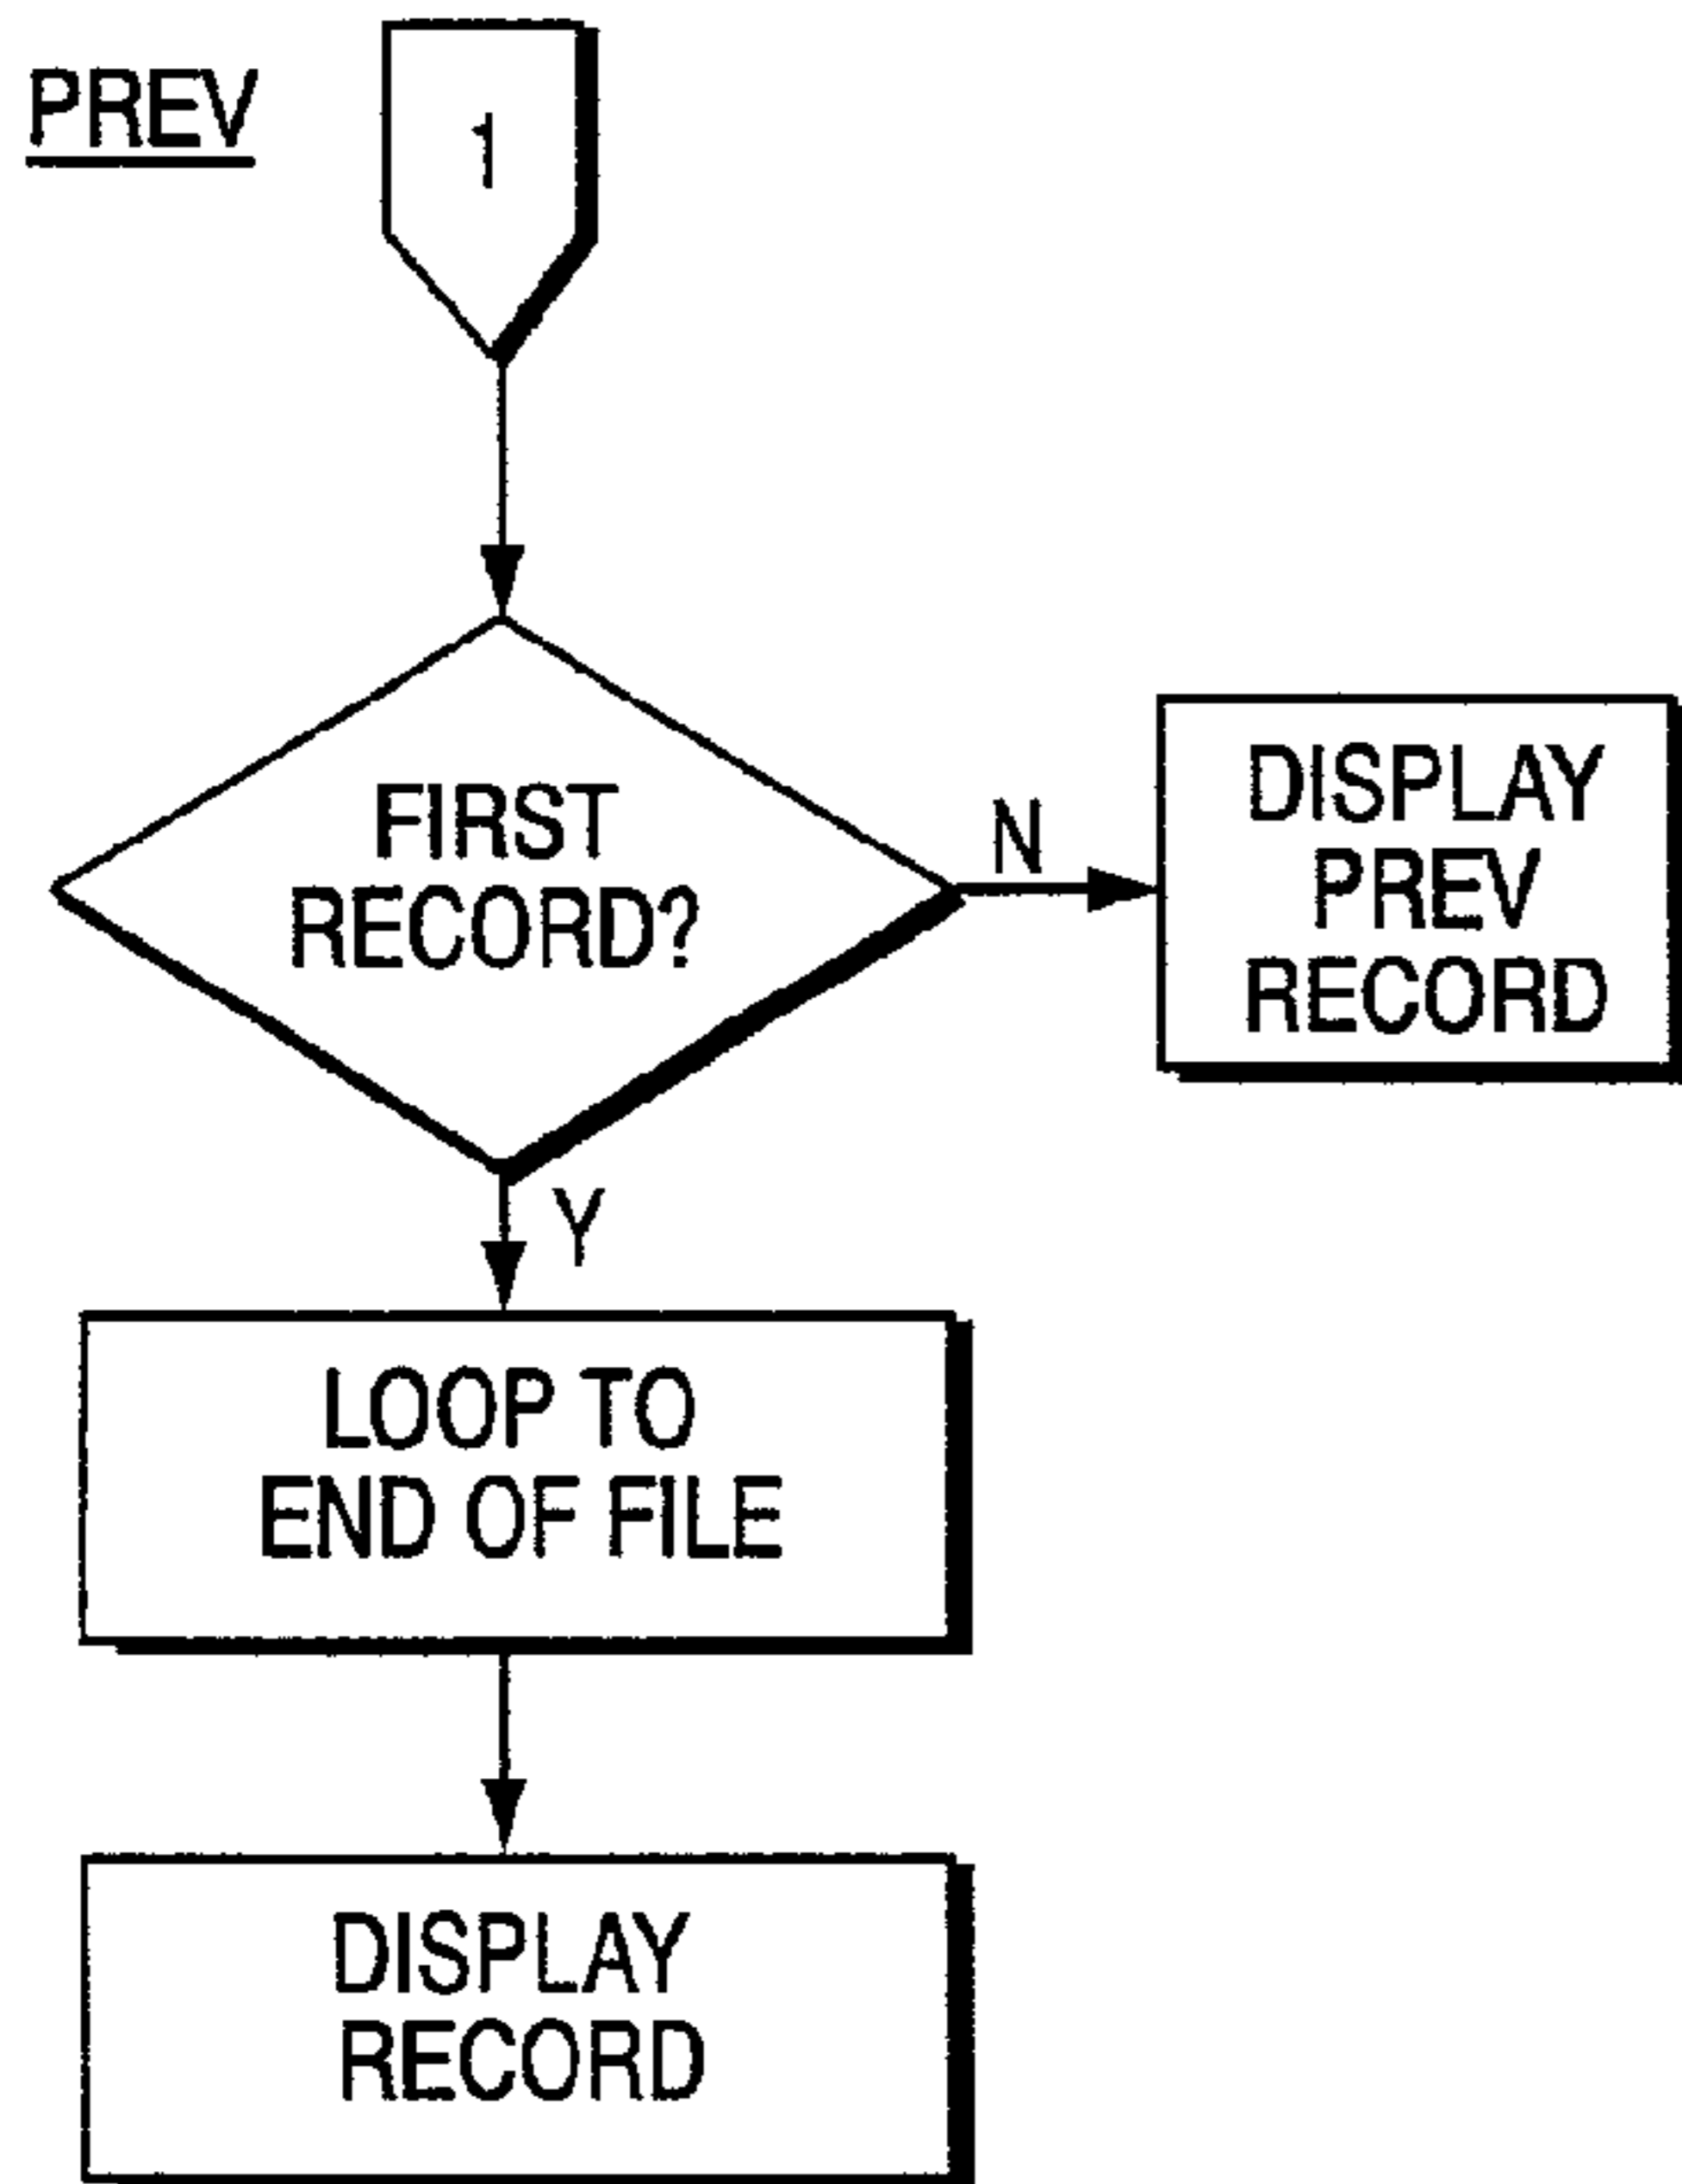 PREV
1
FIRST
RECORD?
N
DISPLAY
PREV
RECORD
Y
LOOP TO
END OF FILE
DISPLAY
RECORD